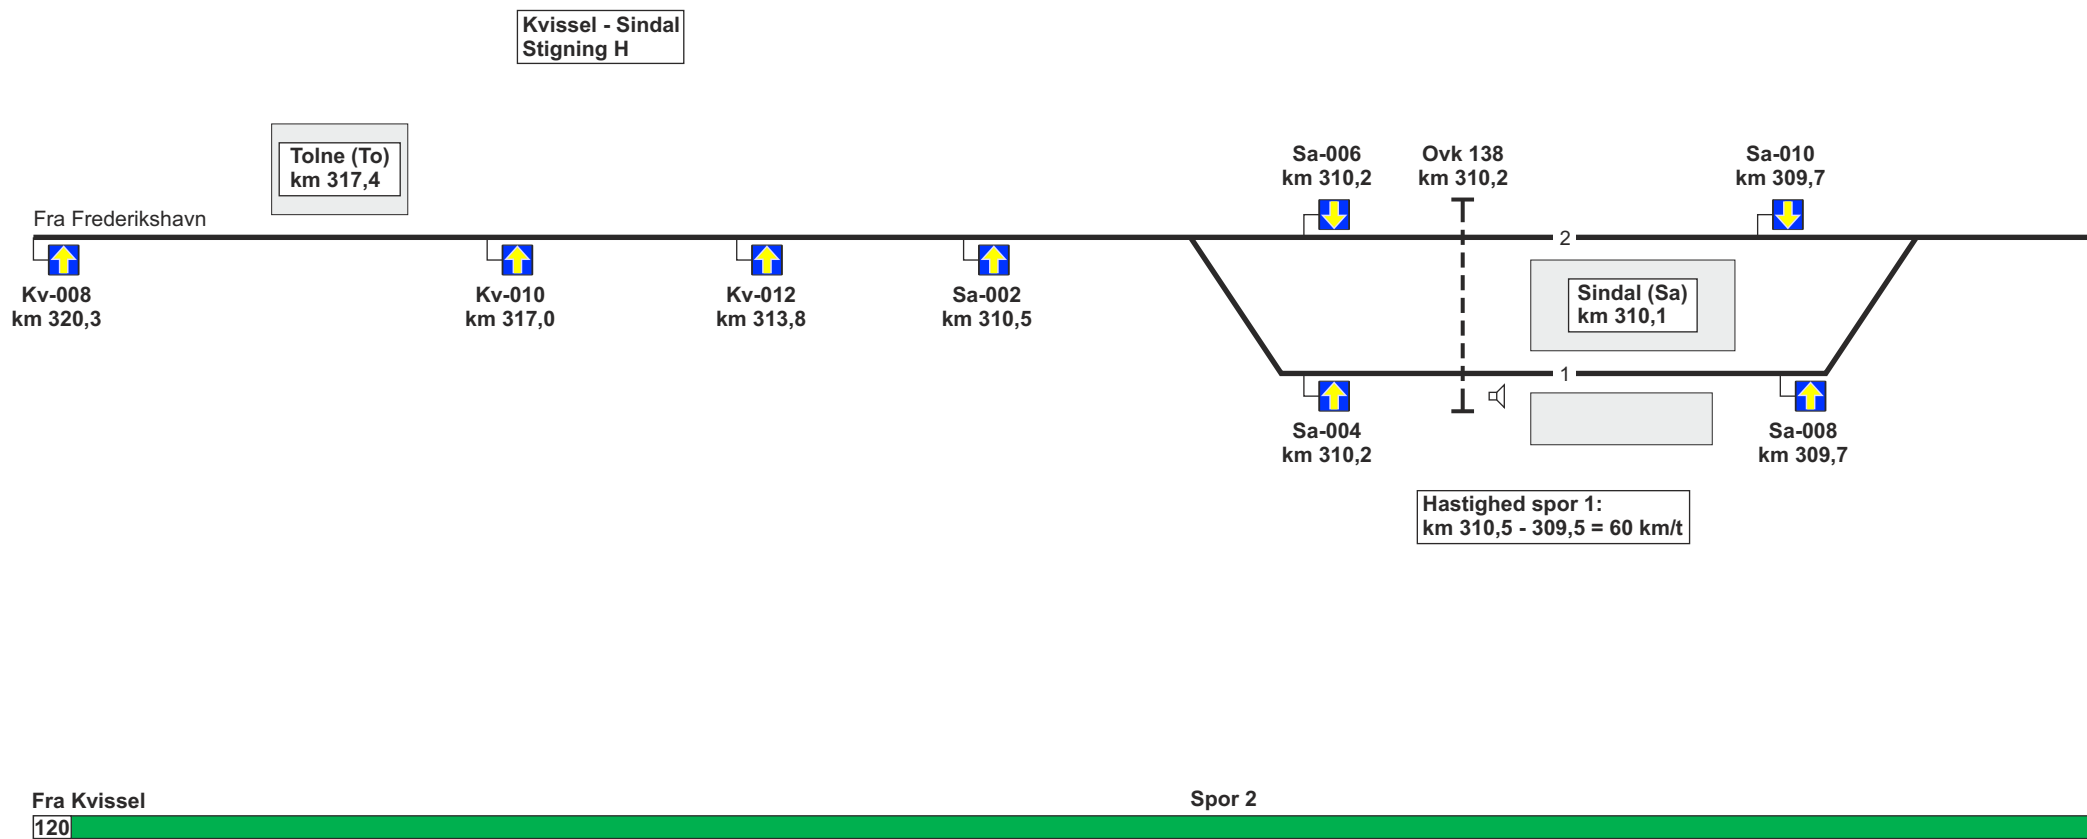 Kvissel - Sindal
Stigning H
Tolne (To)
km 317,4
Sa-006
km 310,2
Ovk 138
km 310,2
Sa-010
km 309,7
Fra Frederikshavn
2
Kv-008
km 320,3
Kv-010
km 317,0
Kv-012
km 313,8
Sa-002
km 310,5
Sindal (Sa)
km 310,1
1
Sa-004
km 310,2
Sa-008
km 309,7
Hastighed spor 1:
km 310,5 - 309,5 = 60 km/t
Fra Kvissel
Spor 2
120